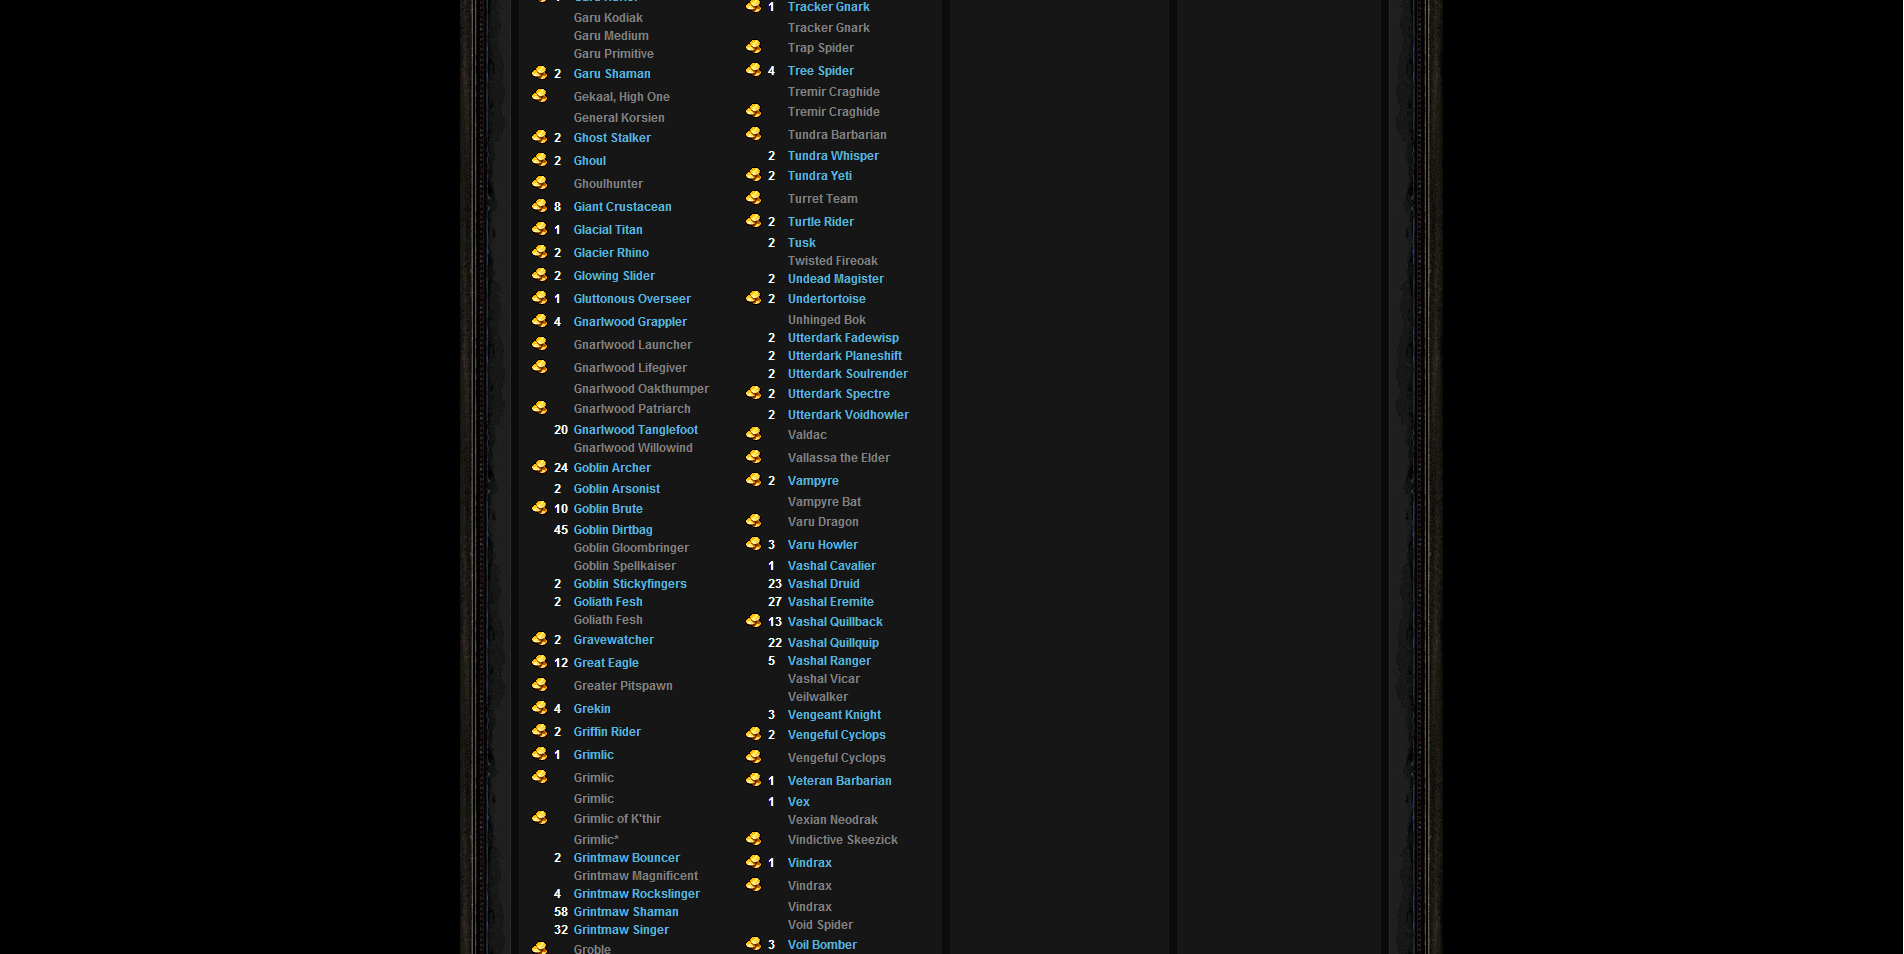 Garu Kodiak
Garu Medium
Garu Primitive
2 Garu Shaman
Gekaal, High One
General Korsien
2 Ghost Stalker
2 Ghoul
Ghoulhunter
8 Giant Crustacean
1 Glacial Titan
2 Glacier Rhino
2 Glowing Slider
1 Gluttonous Overseer
4 Gnarlwood Grappler
Gnarlwood Launcher
Gnarlwood Lifegiver
Gnarlwood Oakthumper
Gnarlwood Patriarch
20 Gnarlwood Tanglefoot
Gnarlwood Willowind
24 Goblin Archer
2 Goblin Arsonist
10 Goblin Brute
45 Goblin Dirtbag
Goblin Gloombringer
Goblin Spellkaiser
2 Goblin Stickyfingers
2 Goliath Fesh
Goliath Fesh
2 Gravewatcher
12 Great Eagle
Greater Pitspawn
4 Grekin
2 Griffin Rider
1 Grimlic
Grimlic
Grimlic
Grimlic of K'thir
Grimlic*
2 Grintmaw Bouncer
Grintmaw Magnificent
4 Grintmaw Rockslinger
58 Grintmaw Shaman
32 Grintmaw Singer
Groble
1 Tracker Gnark
Tracker Gnark
Trap Spider
4 Tree Spider
Tremir Craghide
Tremir Craghide
Tundra Barbarian
2 Tundra Whisper
2 Tundra Yeti
Turret Team
2 Turtle Rider
2 Tusk
Twisted Fireoak
2 Undead Magister
2 Undertortoise
Unhinged Bok
2 Utterdark Fadewisp
2 Utterdark Planeshift
2 Utterdark Soulrender
2 Utterdark Spectre
2 Utterdark Voidhowler
Valdac
Vallassa the Elder
2 Vampyre
Vampyre Bat
Varu Dragon
3 Varu Howler
1 Vashal Cavalier
23 Vashal Druid
27 Vashal Eremite
13 Vashal Quillback
22 Vashal Quillquip
5 Vashal Ranger
Vashal Vicar
Veilwalker
3 Vengeant Knight
2 Vengeful Cyclops
Vengeful Cyclops
1 Veteran Barbarian
1 Vex
Vexian Neodrak
Vindictive Skeezick
1 Vindrax
Vindrax
Vindrax
Void Spider
3 Voil Bomber